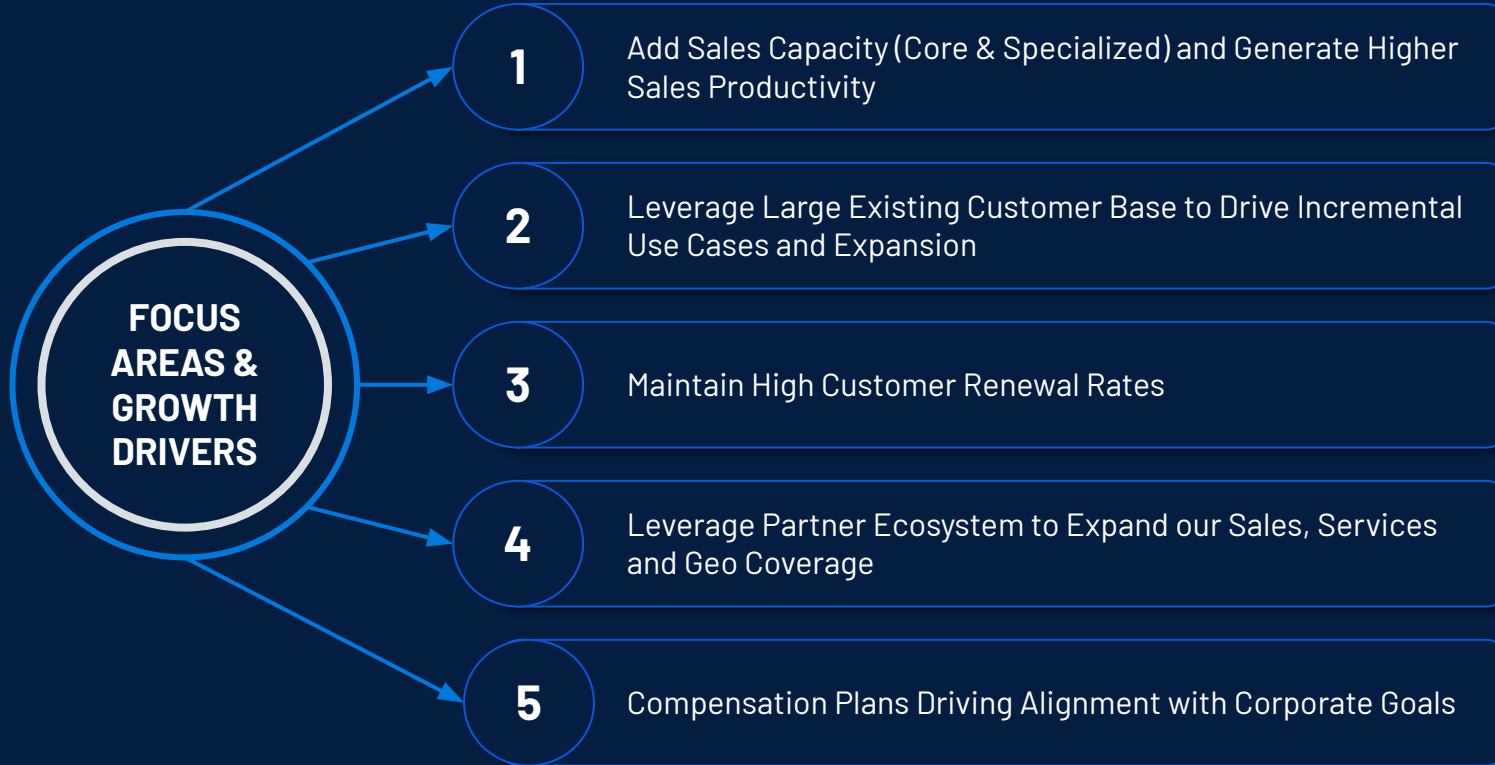 FOCUS
AREAS &
GROWTH
DRIVERS
1
Add Sales Capacity (Core & Specialized) and Generate Higher
Sales Productivity
2
Leverage Large Existing Customer Base to Drive Incremental
Use Cases and Expansion
3
Maintain High Customer Renewal Rates
4
Leverage Partner Ecosystem to Expand our Sales, Services
and Geo Coverage
5
Compensation Plans Driving Alignment with Corporate Goals